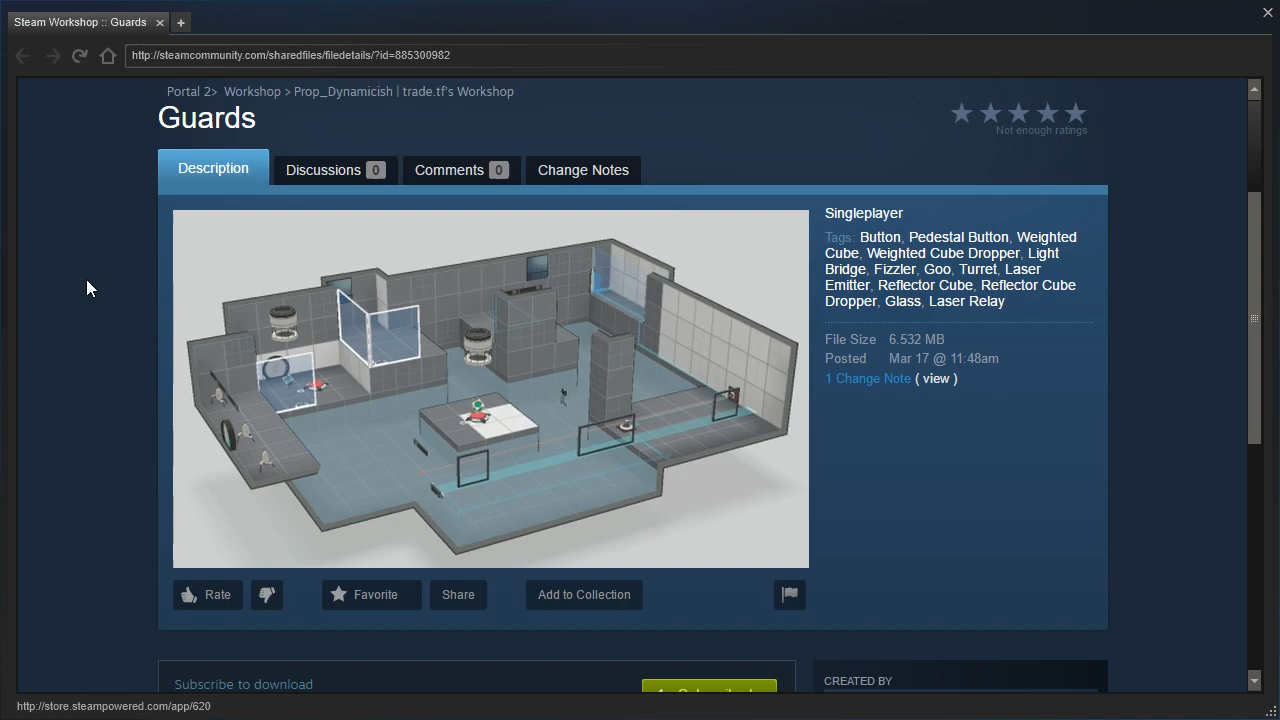 Steam Workshop :: Guards
http://steamcommunity.com/sharedfiles/filedetails/?id=885300982
Portal 2> Workshop > Prop_Dynamicish | trade.tf's Workshop
Guards
Not enough ratings
Description
Discussions 0
Comments 0
Change Notes
Singleplayer
Tags: Button, Pedestal Button, Weighted
Cube, Weighted Cube Dropper, Light
Bridge, Fizzler, Goo, Turret, Laser
Emitter, Reflector Cube, Reflector Cube
Dropper, Glass, Laser Relay
File Size 6.532 MB
Posted Mar 17 @ 11:48am
1 Change Note ( view )
Rate
Favorite
Share
Add to Collection
Subscribe to download
CREATED BY
http://store.steampowered.com/app/620